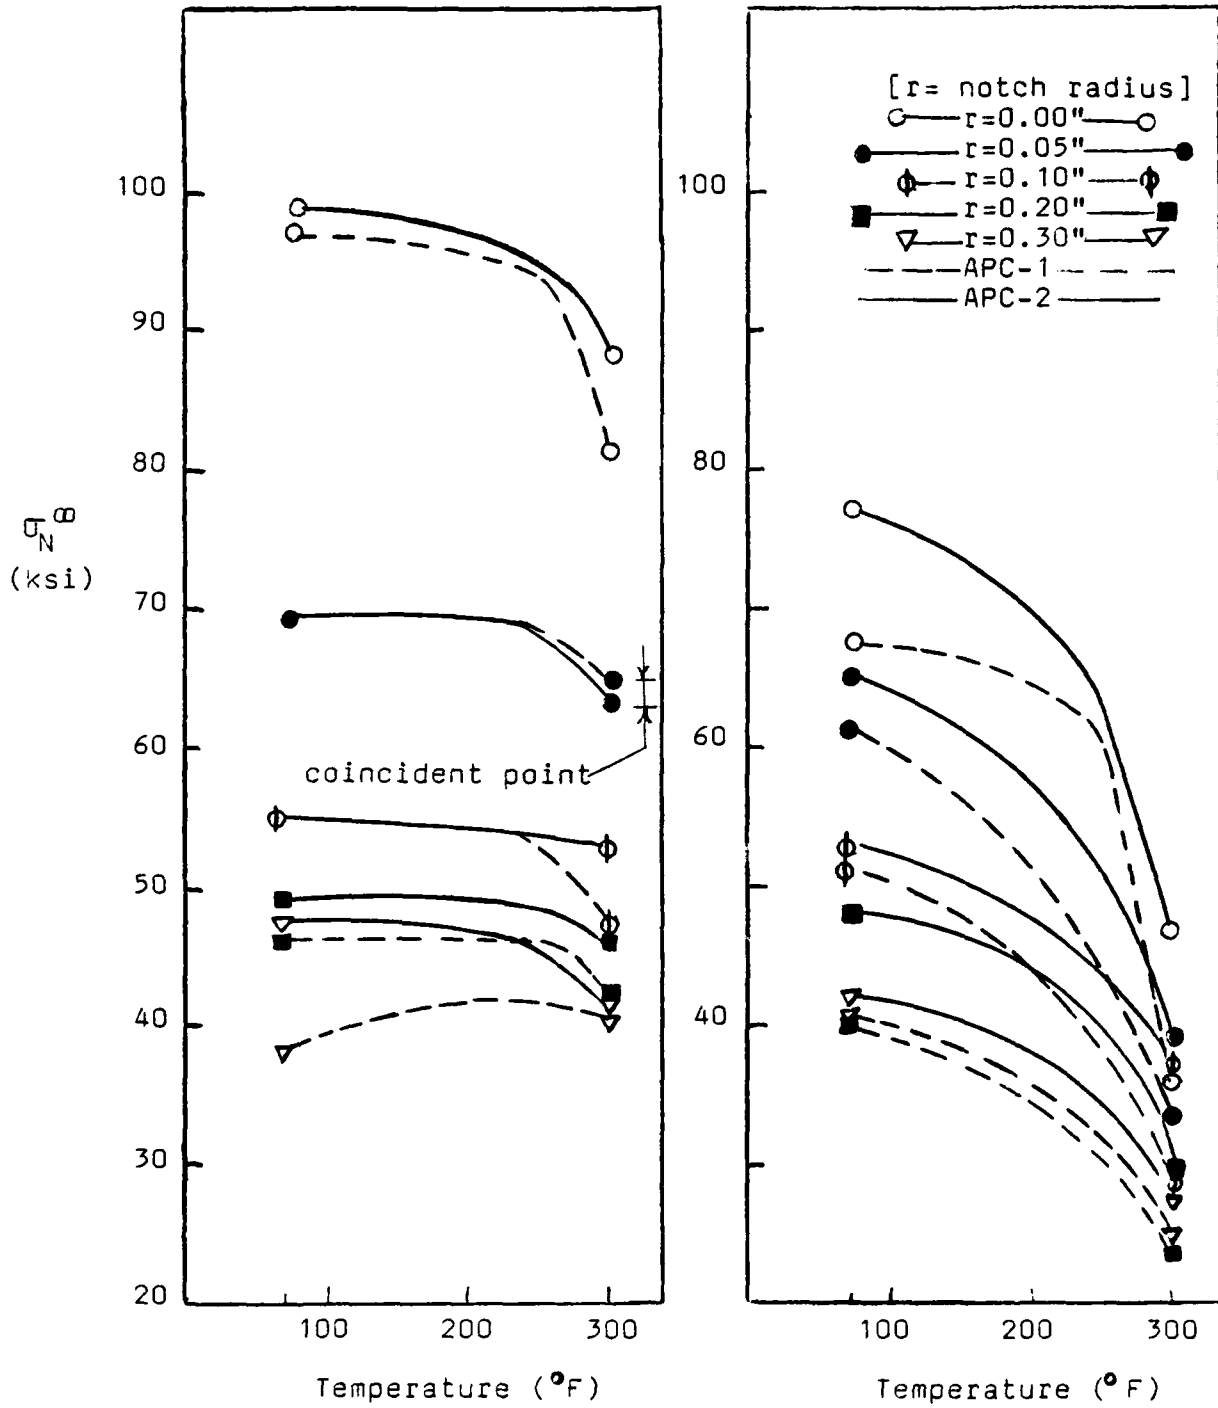 [r= notch radius]
r=0.00"
r=0.05"
r=0.10"
r=0.20"
r=0.30"
APC-1
APC-2
100
90
80
70
60
50
40
30
20
σN∞
(ksi)
coincident point
100 200 300
Temperature (°F)
100
80
60
40
100 200 300
Temperature (°F)